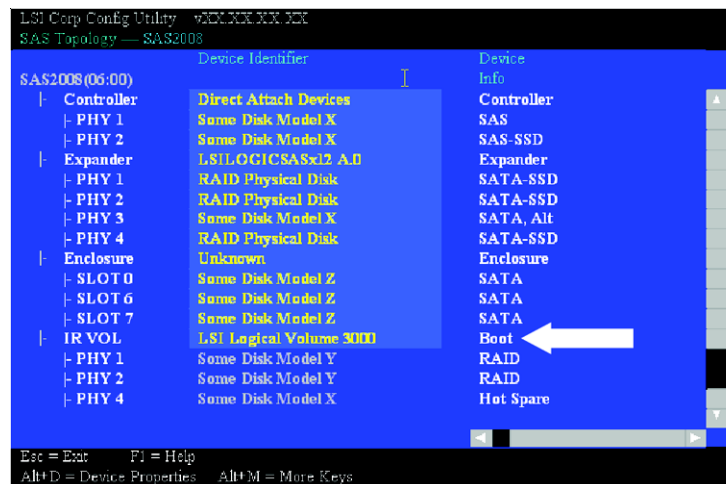 LSI Corp Config Utility vXX.XX.XX.XX
SAS Topology — SAS2008
Device Identifier Device
SAS2008(06:00) Info
|- Controller Direct Attach Devices Controller
|- PHY 1 Some Disk Model X SAS
|- PHY 2 Some Disk Model X SAS-SSD
|- Expander LSILOGICSASx12 A.0 Expander
|- PHY 1 RAID Physical Disk SATA-SSD
|- PHY 2 RAID Physical Disk SATA-SSD
|- PHY 3 Some Disk Model X SATA, Alt
|- PHY 4 RAID Physical Disk SATA-SSD
|- Enclosure Unknown Enclosure
|- SLOT 0 Some Disk Model Z SATA
|- SLOT 6 Some Disk Model Z SATA
|- SLOT 7 Some Disk Model Z SATA
|- IR VOL LSI Logical Volume 3000 Boot
|- PHY 1 Some Disk Model Y RAID
|- PHY 2 Some Disk Model Y RAID
|- PHY 4 Some Disk Model X Hot Spare
Esc = Exit F1 = Help
Alt+D = Device Properties Alt+M = More Keys